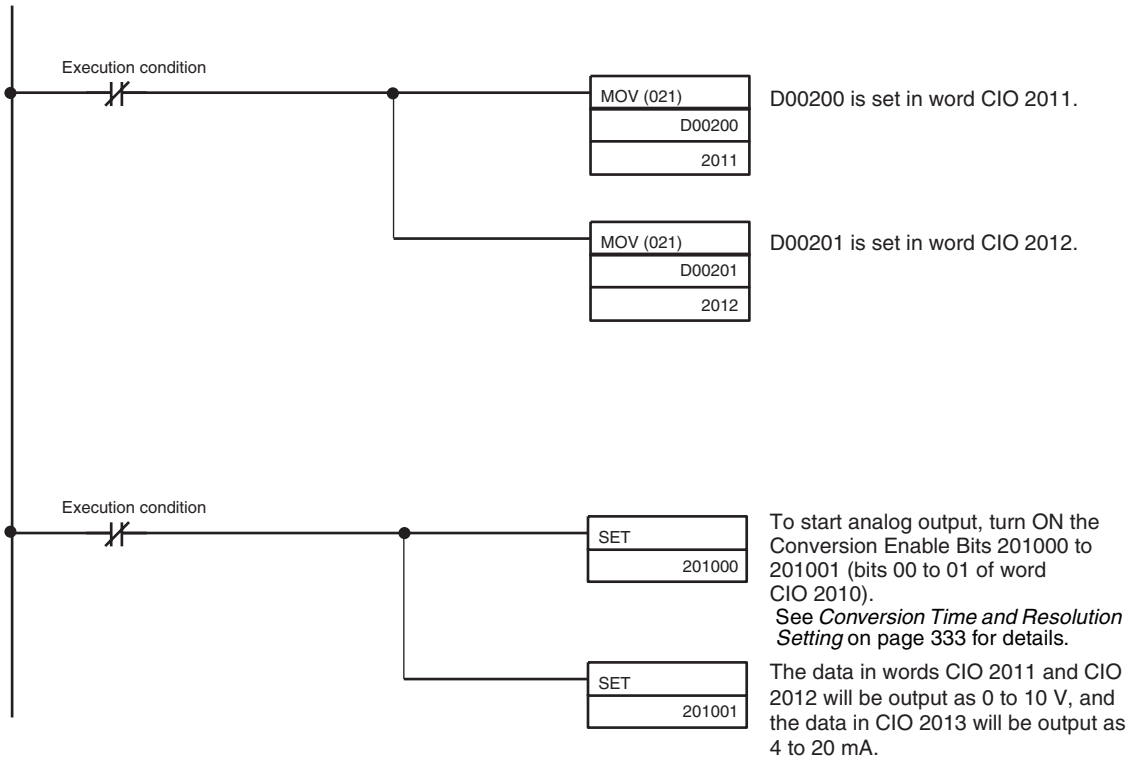 Execution condition
MOV (021)
D00200
2011
D00200 is set in word CIO 2011.
MOV (021)
D00201
2012
D00201 is set in word CIO 2012.
Execution condition
SET
201000
To start analog output, turn ON the
Conversion Enable Bits 201000 to
201001 (bits 00 to 01 of word
CIO 2010).
See Conversion Time and Resolution
Setting on page 333 for details.
SET
201001
The data in words CIO 2011 and CIO
2012 will be output as 0 to 10 V, and
the data in CIO 2013 will be output as
4 to 20 mA.